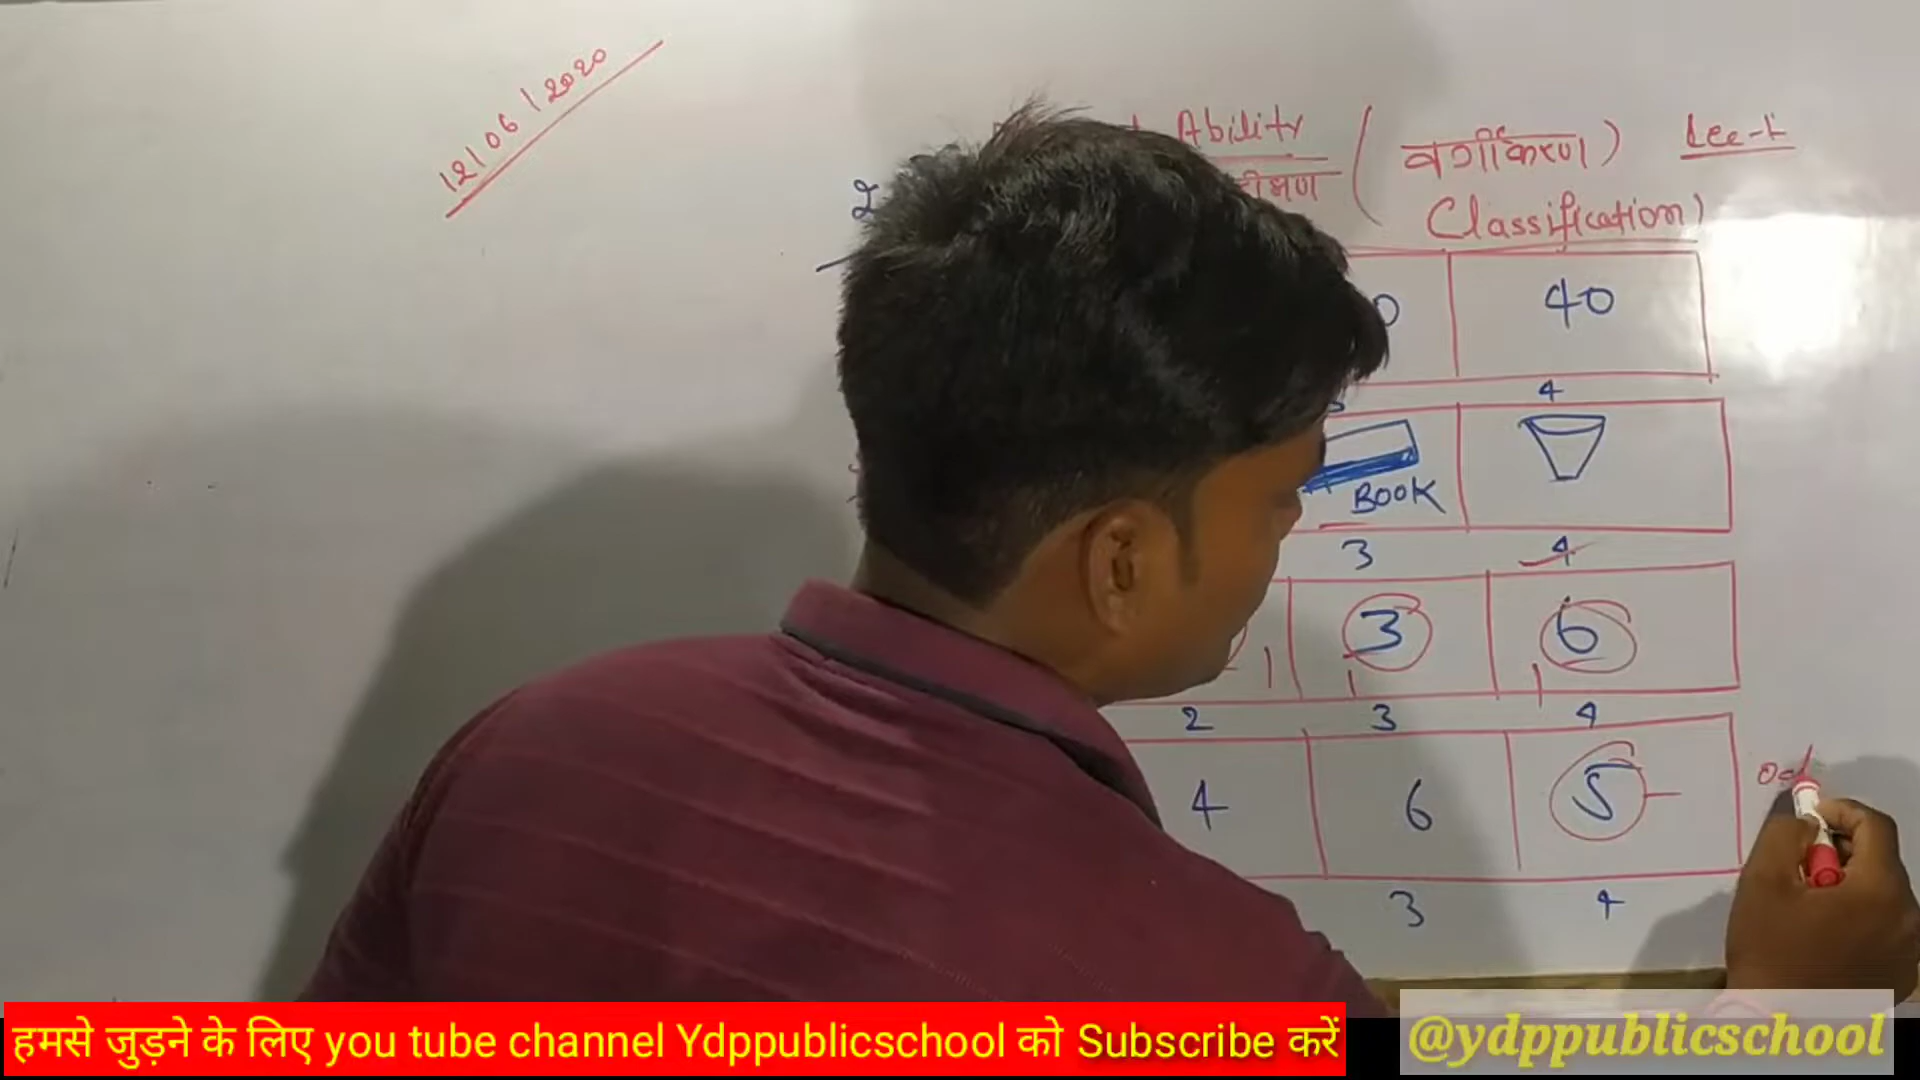 12/06/2020
Ability ( वर्गीकरण ) Lec-1
Classification)
40
4
BOOK
3 4
3 6
2 3 4
4 6 5
3 4
हमसे जुड़ने के लिए you tube channel Ydppublicschool को Subscribe करें
@ydppublicschool